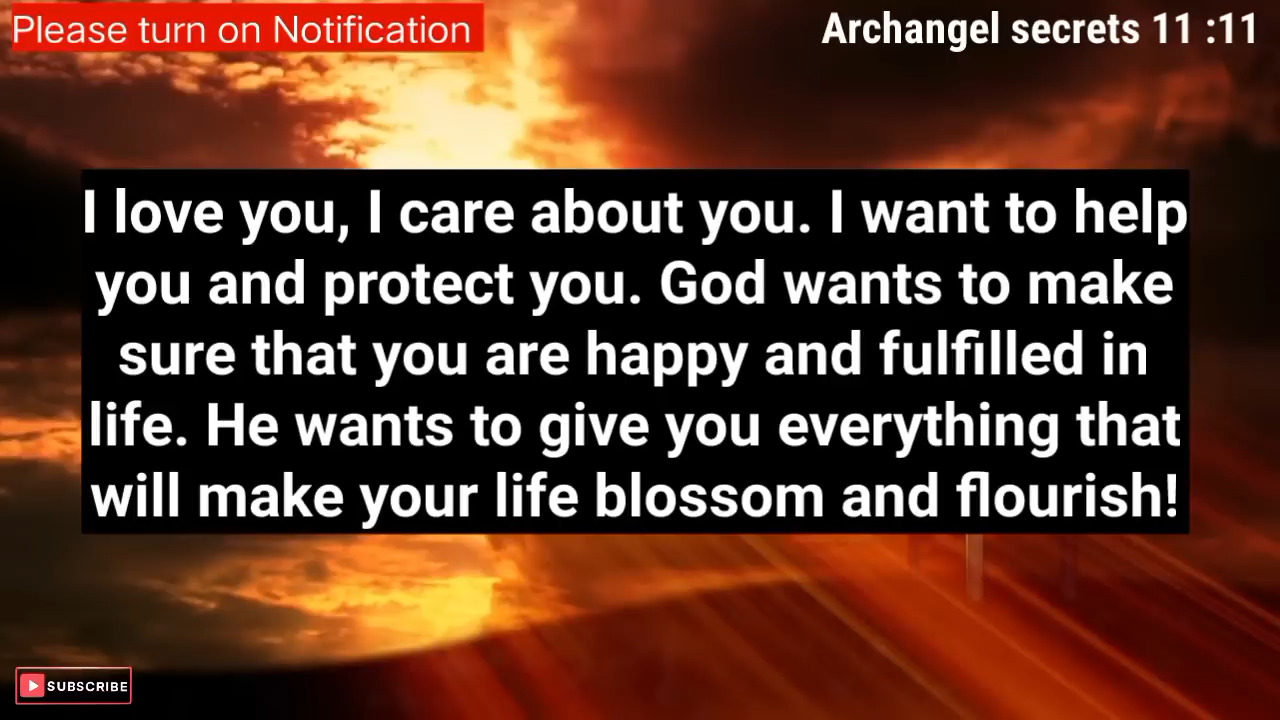 Please turn on Notification
Archangel secrets 11 :11
I love you, I care about you. I want to help
you and protect you. God wants to make
sure that you are happy and fulfilled in
life. He wants to give you everything that
will make your life blossom and flourish!
SUBSCRIBE